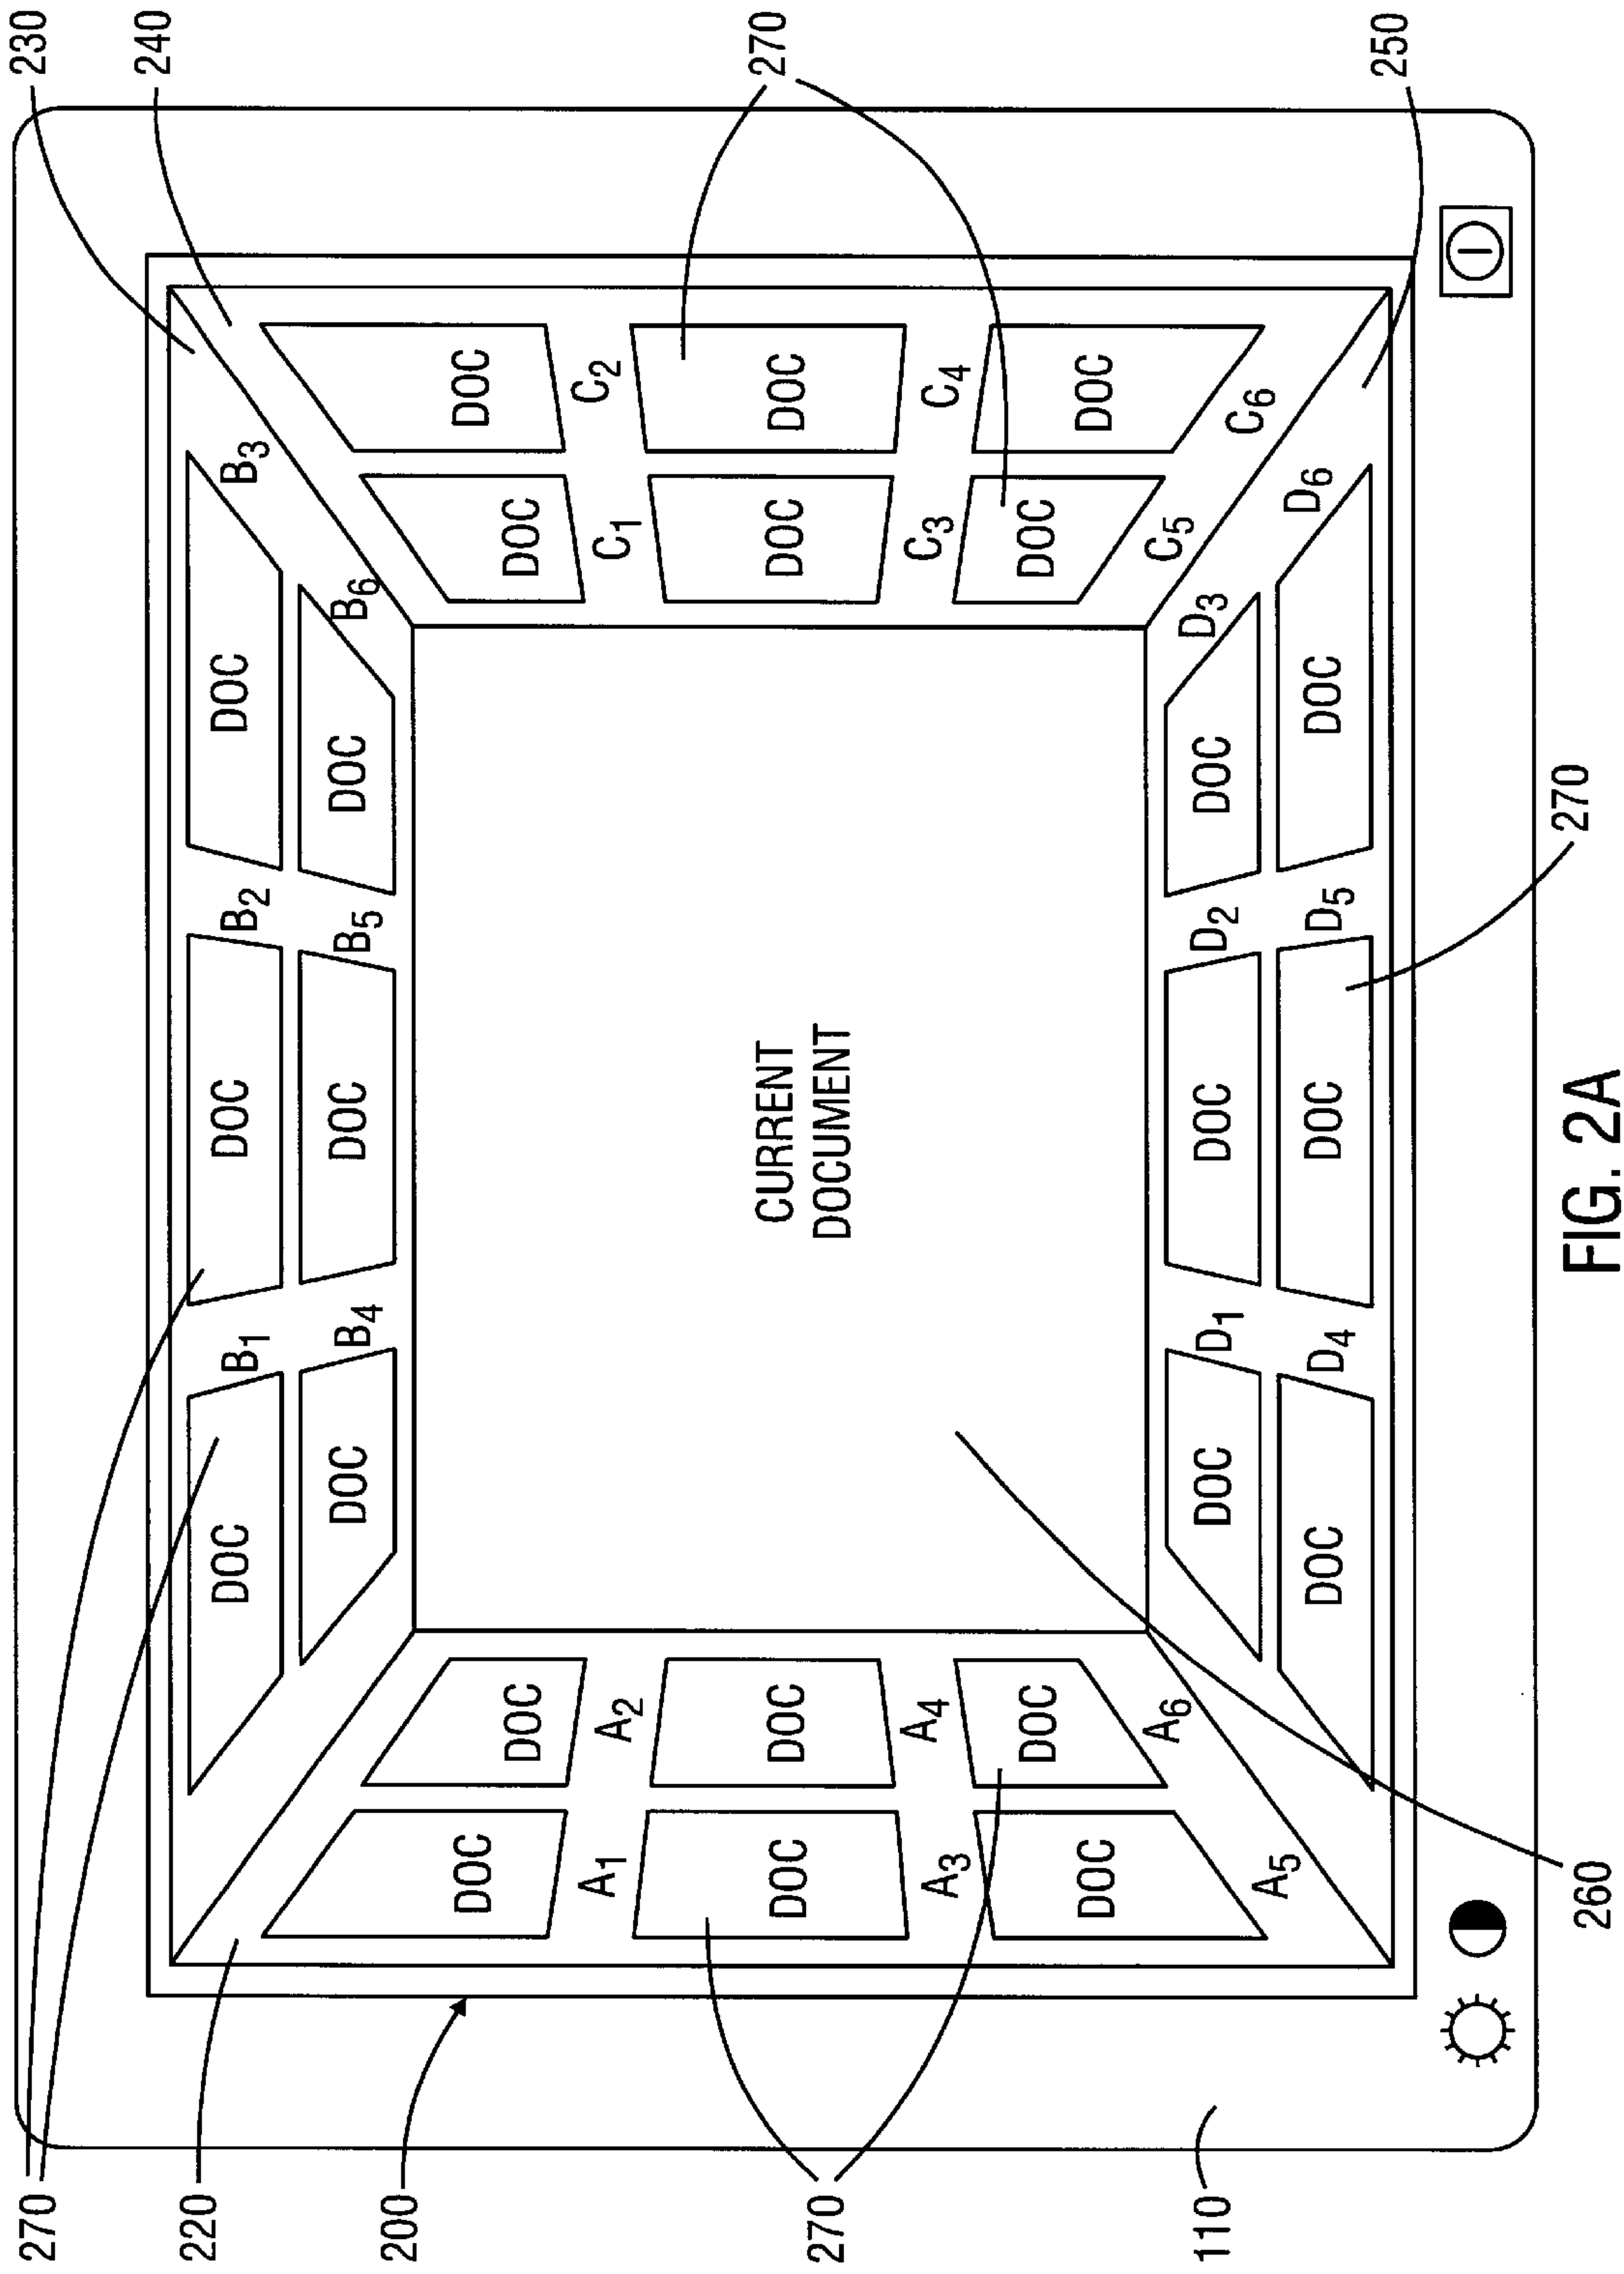 270 230
240
220
DOC B1 DOC B2 DOC B3
DOC B4 DOC B5 DOC B6
200
DOC DOC DOC DOC
A1 A2 C1 C2
270 DOC DOC CURRENT DOC DOC 270
DOCUMENT
A3 A4 C3 C4
DOC DOC DOC DOC
A5 A6 C5 C6
DOC D1 DOC D2 DOC D3
DOC D4 DOC D5 DOC D6
110 250
260 270
FIG. 2A